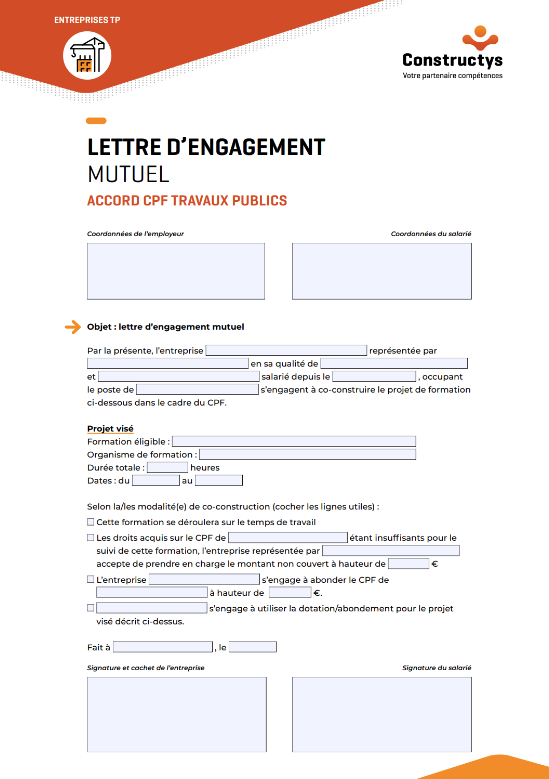 ENTREPRISES TP
Constructys
Votre partenaire compétences
LETTRE D’ENGAGEMENT
MUTUEL
ACCORD CPF TRAVAUX PUBLICS
Coordonnées de l’employeur
Coordonnées du salarié
Objet : lettre d’engagement mutuel
Par la présente, l’entreprise représentée par
en sa qualité de
et salarié depuis le , occupant
le poste de s’engagent à co-construire le projet de formation
ci-dessous dans le cadre du CPF.
Projet visé
Formation éligible :
Organisme de formation :
Durée totale : heures
Dates : du au
Selon la/les modalité(e) de co-construction (cocher les lignes utiles) :
Cette formation se déroulera sur le temps de travail
Les droits acquis sur le CPF de étant insuffisants pour le
suivi de cette formation, l’entreprise représentée par
accepte de prendre en charge le montant non couvert à hauteur de €
L’entreprise s’engage à abonder le CPF de
à hauteur de €.
s’engage à utiliser la dotation/abondement pour le projet
visé décrit ci-dessus.
Fait à , le
Signature et cachet de l’entreprise
Signature du salarié